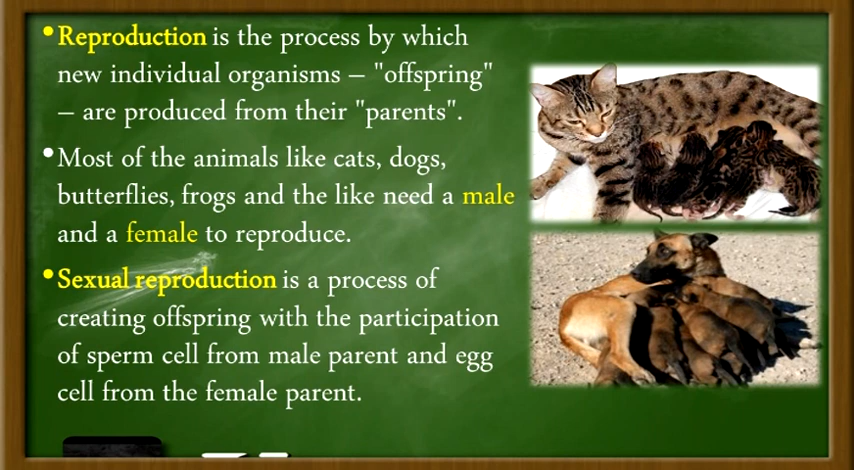 •Reproduction is the process by which
new individual organisms – "offspring"
– are produced from their "parents".
•Most of the animals like cats, dogs,
butterflies, frogs and the like need a male
and a female to reproduce.
•Sexual reproduction is a process of
creating offspring with the participation
of sperm cell from male parent and egg
cell from the female parent.